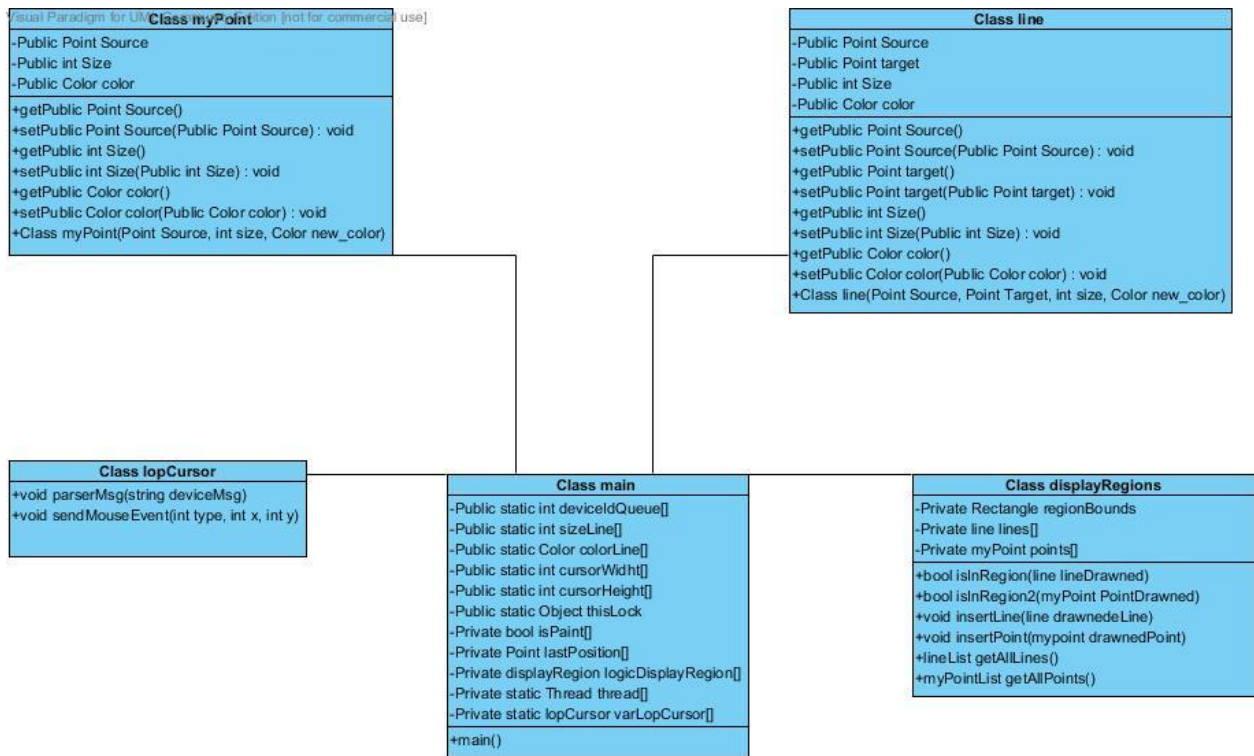 Visual Paradigm for UML Community Edition [not for commercial use]
Class myPoint
-Public Point Source
-Public int Size
-Public Color color
+getPublic Point Source()
+setPublic Point Source(Public Point Source) : void
+getPublic int Size()
+setPublic int Size(Public int Size) : void
+getPublic Color color()
+setPublic Color color(Public Color color) : void
+Class myPoint(Point Source, int size, Color new_color)
Class line
-Public Point Source
-Public Point target
-Public int Size
-Public Color color
+getPublic Point Source()
+setPublic Point Source(Public Point Source) : void
+getPublic Point target()
+setPublic Point target(Public Point target) : void
+getPublic int Size()
+setPublic int Size(Public int Size) : void
+getPublic Color color()
+setPublic Color color(Public Color color) : void
+Class line(Point Source, Point Target, int size, Color new_color)
Class lopCursor
+void parserMsg(string deviceMsg)
+void sendMouseEvent(int type, int x, int y)
Class main
-Public static int deviceIdQueue[]
-Public static int sizeLine[]
-Public static Color colorLine[]
-Public static int cursorWidht[]
-Public static int cursorHeight[]
-Public static Object thisLock
-Private bool isPaint[]
-Private Point lastPosition[]
-Private displayRegion logicDisplayRegion[]
-Private static Thread thread[]
-Private static lopCursor varLopCursor[]
+main()
Class displayRegions
-Private Rectangle regionBounds
-Private line lines[]
-Private myPoint points[]
+bool isInRegion(line lineDrawned)
+bool isInRegion2(myPoint PointDrawned)
+void insertLine(line drawnedeLine)
+void insertPoint(mypoint drawnedPoint)
+lineList getAllLines()
+myPointList getAllPoints()